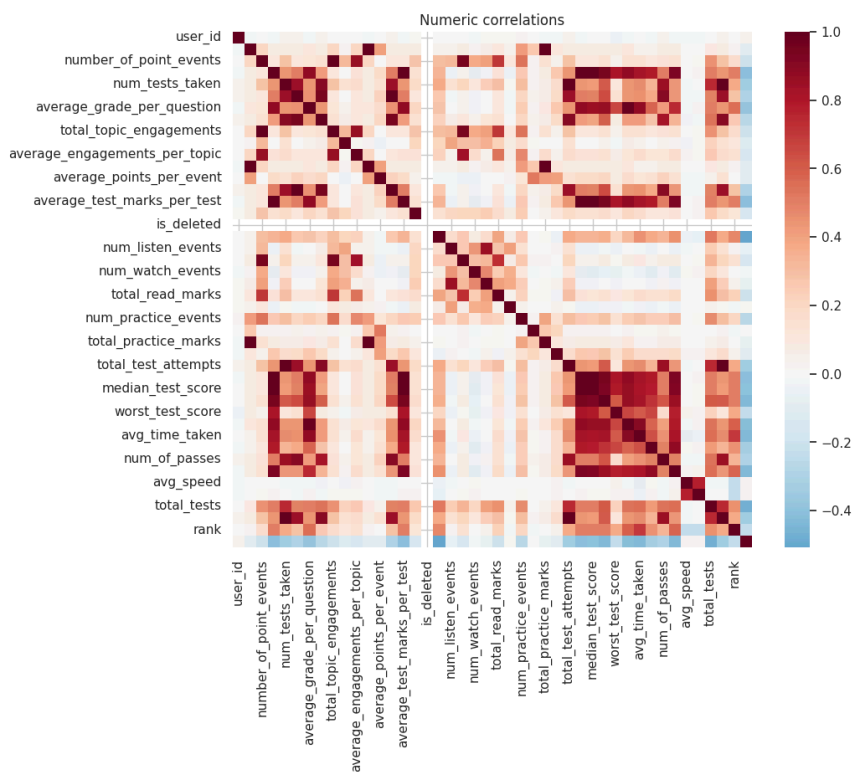 Numeric correlations
user_id
number_of_point_events
num_tests_taken
average_grade_per_question
total_topic_engagements
average_engagements_per_topic
average_points_per_event
average_test_marks_per_test
is_deleted
num_listen_events
num_watch_events
total_read_marks
num_practice_events
total_practice_marks
total_test_attempts
median_test_score
worst_test_score
avg_time_taken
num_of_passes
avg_speed
total_tests
rank
1.0
0.8
0.6
0.4
0.2
0.0
−0.2
−0.4
user_id
number_of_point_events
num_tests_taken
average_grade_per_question
total_topic_engagements
average_engagements_per_topic
average_points_per_event
average_test_marks_per_test
is_deleted
num_listen_events
num_watch_events
total_read_marks
num_practice_events
total_practice_marks
total_test_attempts
median_test_score
worst_test_score
avg_time_taken
num_of_passes
avg_speed
total_tests
rank